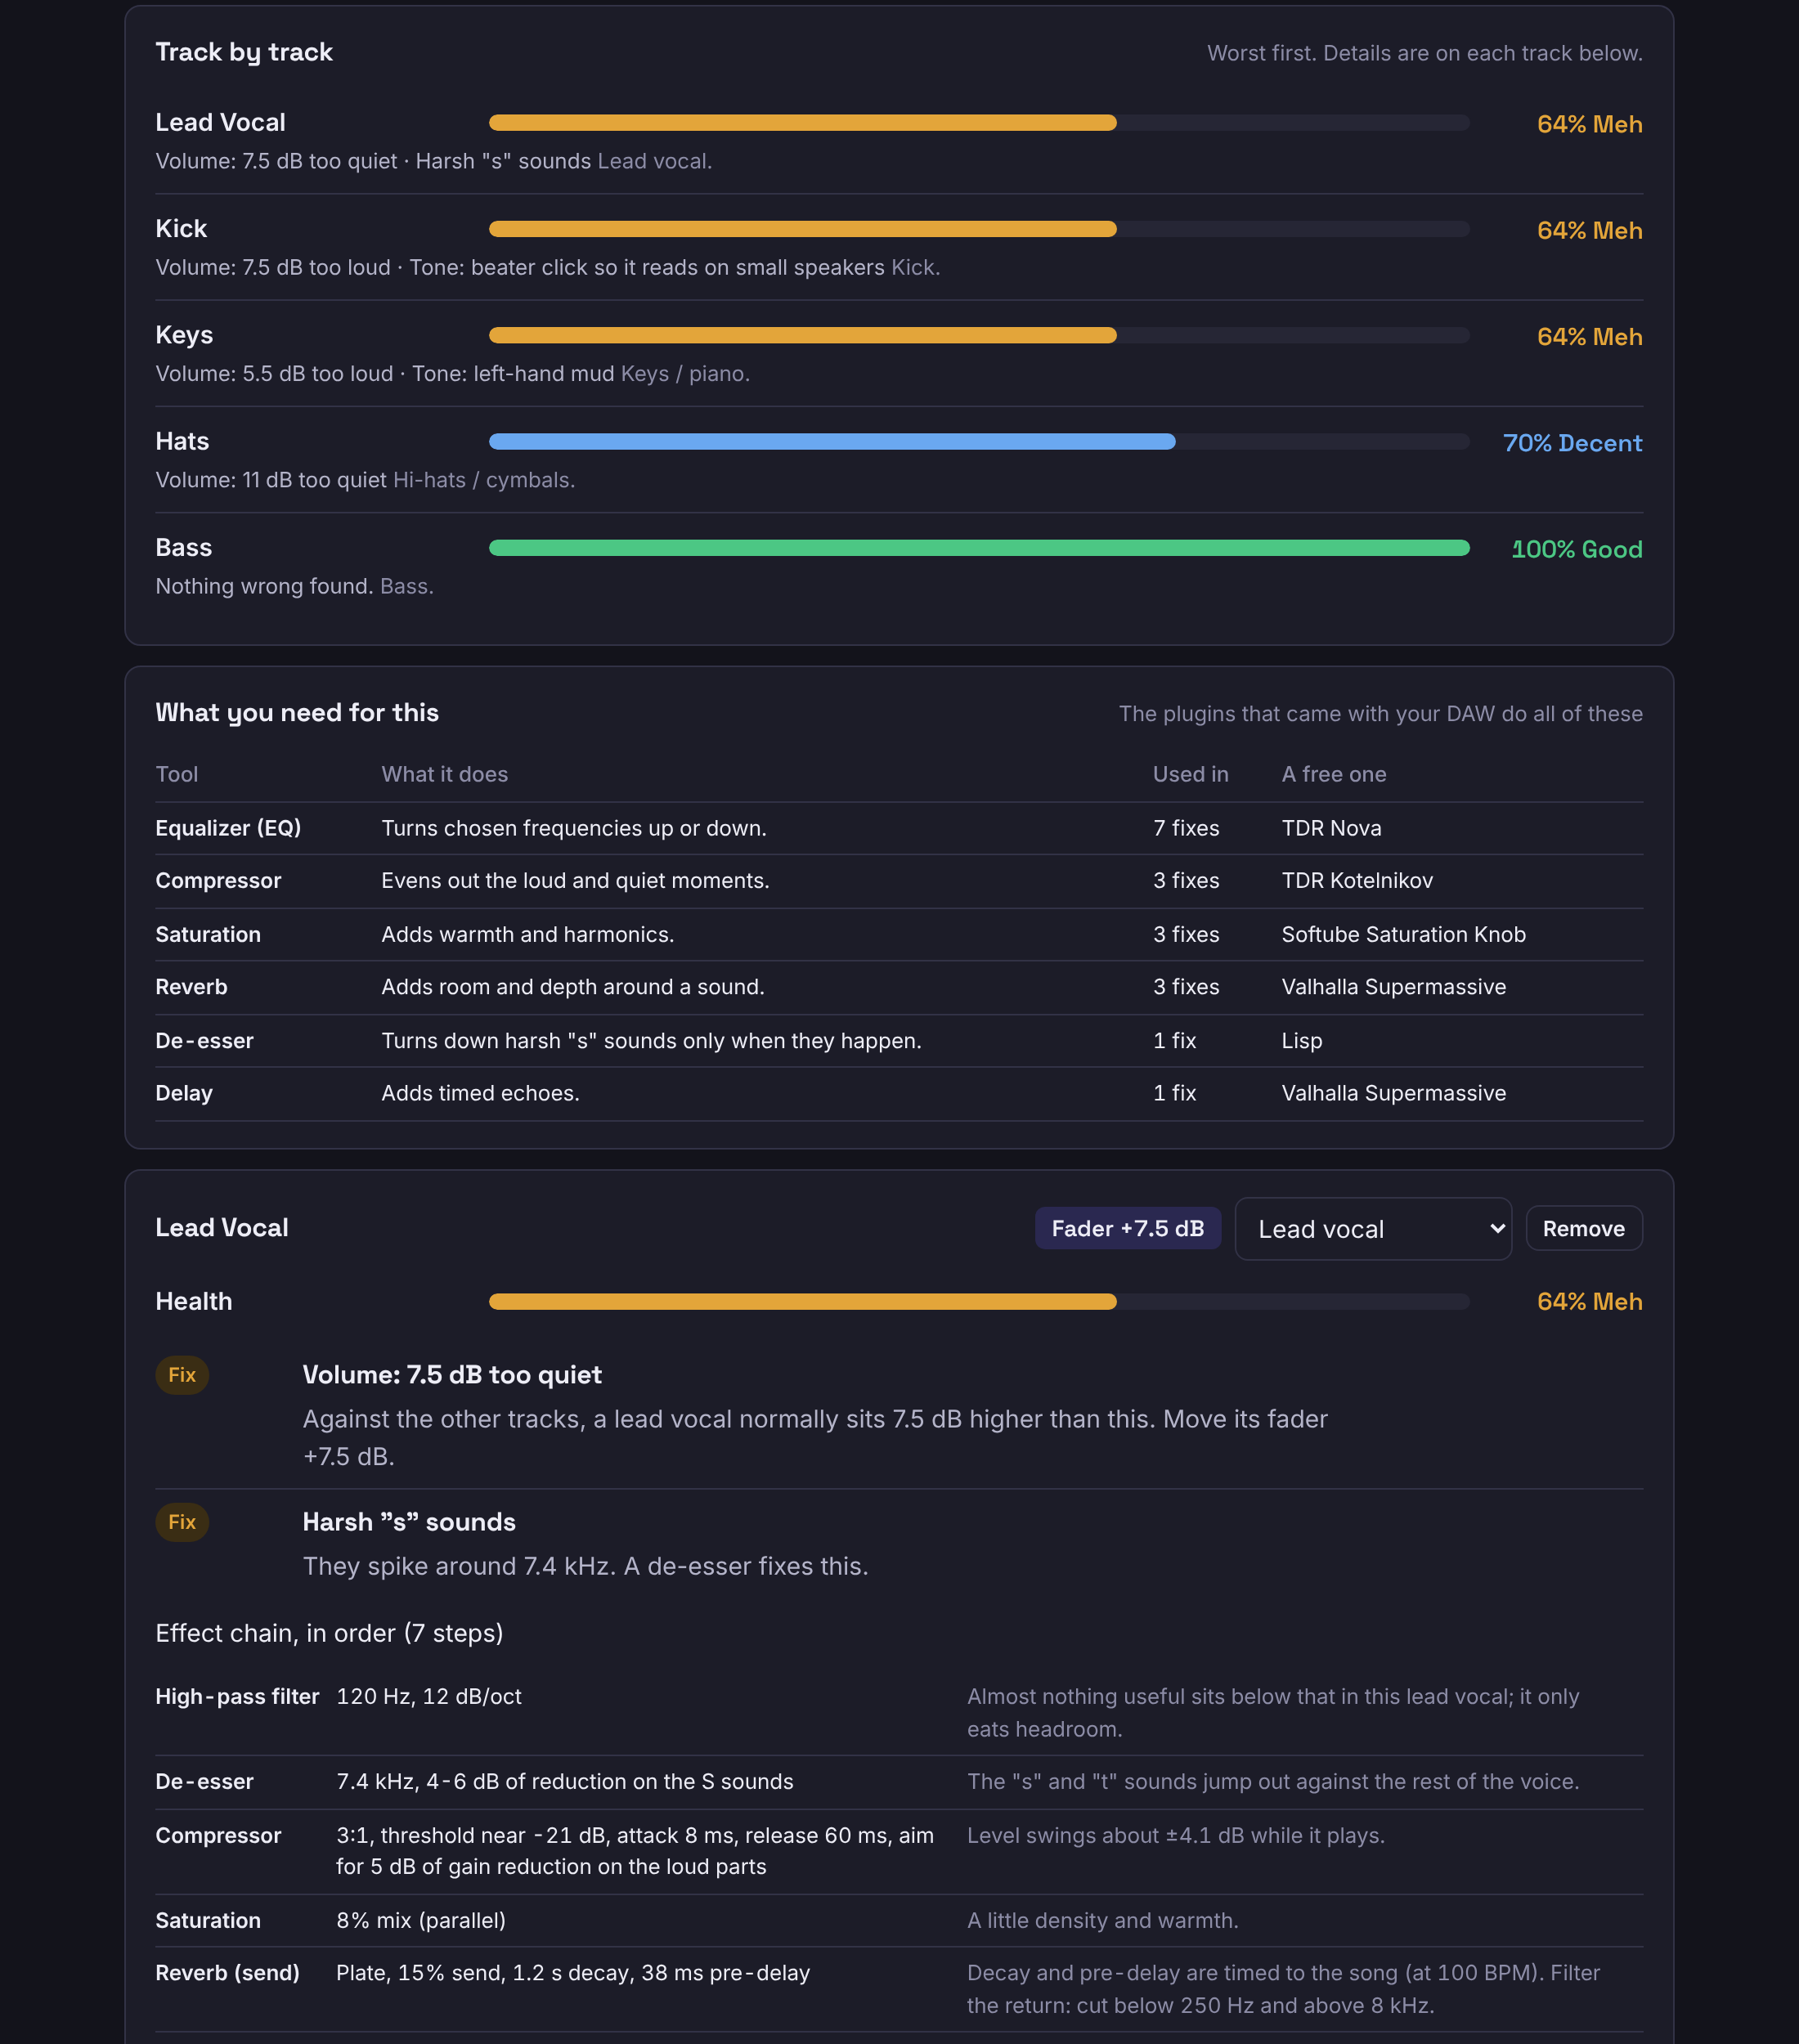 Track by track
Worst first. Details are on each track below.
Lead Vocal
64% Meh
Volume: 7.5 dB too quiet · Harsh "s" sounds Lead vocal.
Kick
64% Meh
Volume: 7.5 dB too loud · Tone: beater click so it reads on small speakers Kick.
Keys
64% Meh
Volume: 5.5 dB too loud · Tone: left-hand mud Keys / piano.
Hats
70% Decent
Volume: 11 dB too quiet Hi-hats / cymbals.
Bass
100% Good
Nothing wrong found. Bass.
What you need for this
The plugins that came with your DAW do all of these
Tool What it does Used in A free one
Equalizer (EQ) Turns chosen frequencies up or down. 7 fixes TDR Nova
Compressor Evens out the loud and quiet moments. 3 fixes TDR Kotelnikov
Saturation Adds warmth and harmonics. 3 fixes Softube Saturation Knob
Reverb Adds room and depth around a sound. 3 fixes Valhalla Supermassive
De-esser Turns down harsh "s" sounds only when they happen. 1 fix Lisp
Delay Adds timed echoes. 1 fix Valhalla Supermassive
Lead Vocal
Fader +7.5 dB
Lead vocal
Remove
Health
64% Meh
Fix
Volume: 7.5 dB too quiet
Against the other tracks, a lead vocal normally sits 7.5 dB higher than this. Move its fader
+7.5 dB.
Fix
Harsh ”s” sounds
They spike around 7.4 kHz. A de-esser fixes this.
Effect chain, in order (7 steps)
High-pass filter
120 Hz, 12 dB/oct
Almost nothing useful sits below that in this lead vocal; it only
eats headroom.
De-esser
7.4 kHz, 4-6 dB of reduction on the S sounds
The "s" and "t" sounds jump out against the rest of the voice.
Compressor
3:1, threshold near -21 dB, attack 8 ms, release 60 ms, aim
for 5 dB of gain reduction on the loud parts
Level swings about ±4.1 dB while it plays.
Saturation
8% mix (parallel)
A little density and warmth.
Reverb (send)
Plate, 15% send, 1.2 s decay, 38 ms pre-delay
Decay and pre-delay are timed to the song (at 100 BPM). Filter
the return: cut below 250 Hz and above 8 kHz.